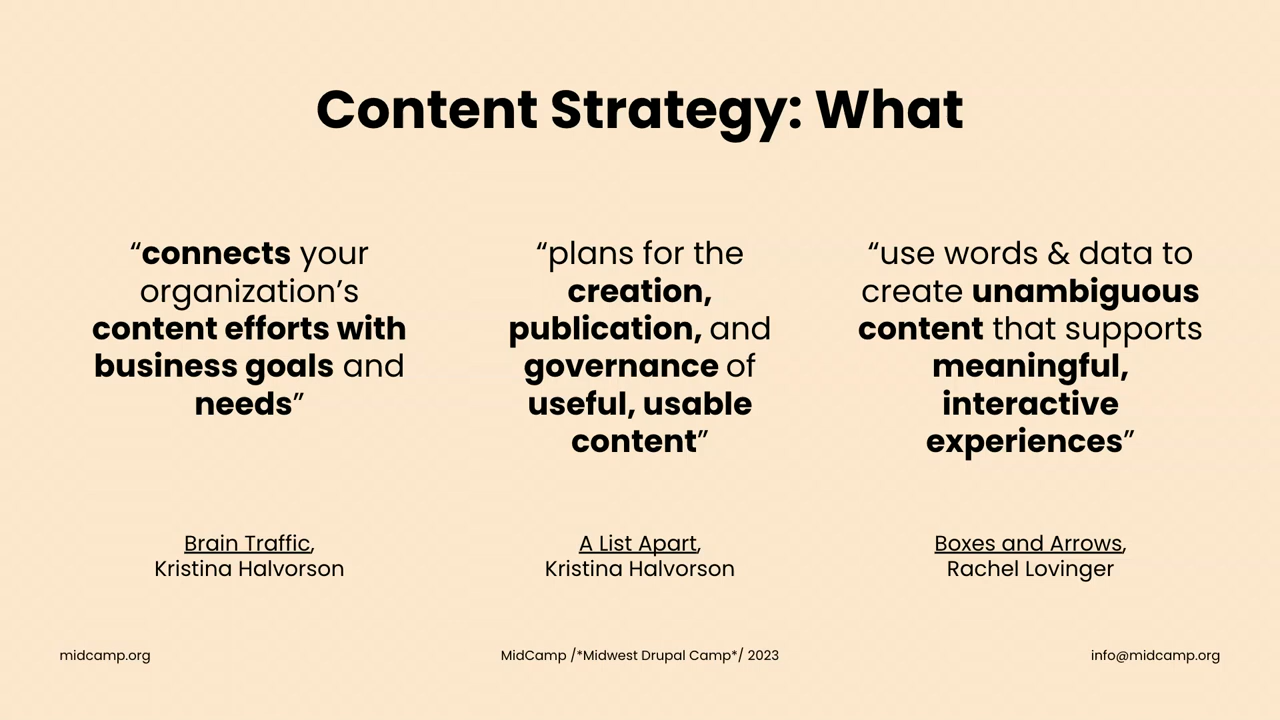 Content Strategy: What
“connects your
organization’s
content efforts with
business goals and
needs”
“plans for the
creation,
publication, and
governance of
useful, usable
content”
“use words & data to
create unambiguous
content that supports
meaningful,
interactive
experiences”
Brain Traffic,
Kristina Halvorson
A List Apart,
Kristina Halvorson
Boxes and Arrows,
Rachel Lovinger
midcamp.org
MidCamp /*Midwest Drupal Camp*/ 2023
info@midcamp.org